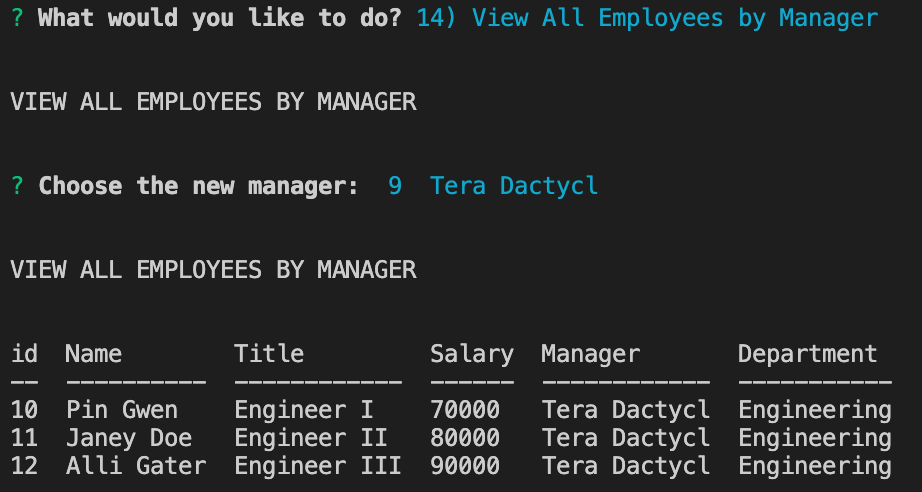 ? What would you like to do? 14) View All Employees by Manager
VIEW ALL EMPLOYEES BY MANAGER
? Choose the new manager:  9  Tera Dactycl
VIEW ALL EMPLOYEES BY MANAGER
id  Name        Title         Salary  Manager       Department
--  ----------  ------------  ------  ------------  -----------
10  Pin Gwen    Engineer I    70000   Tera Dactycl  Engineering
11  Janey Doe   Engineer II   80000   Tera Dactycl  Engineering
12  Alli Gater  Engineer III  90000   Tera Dactycl  Engineering